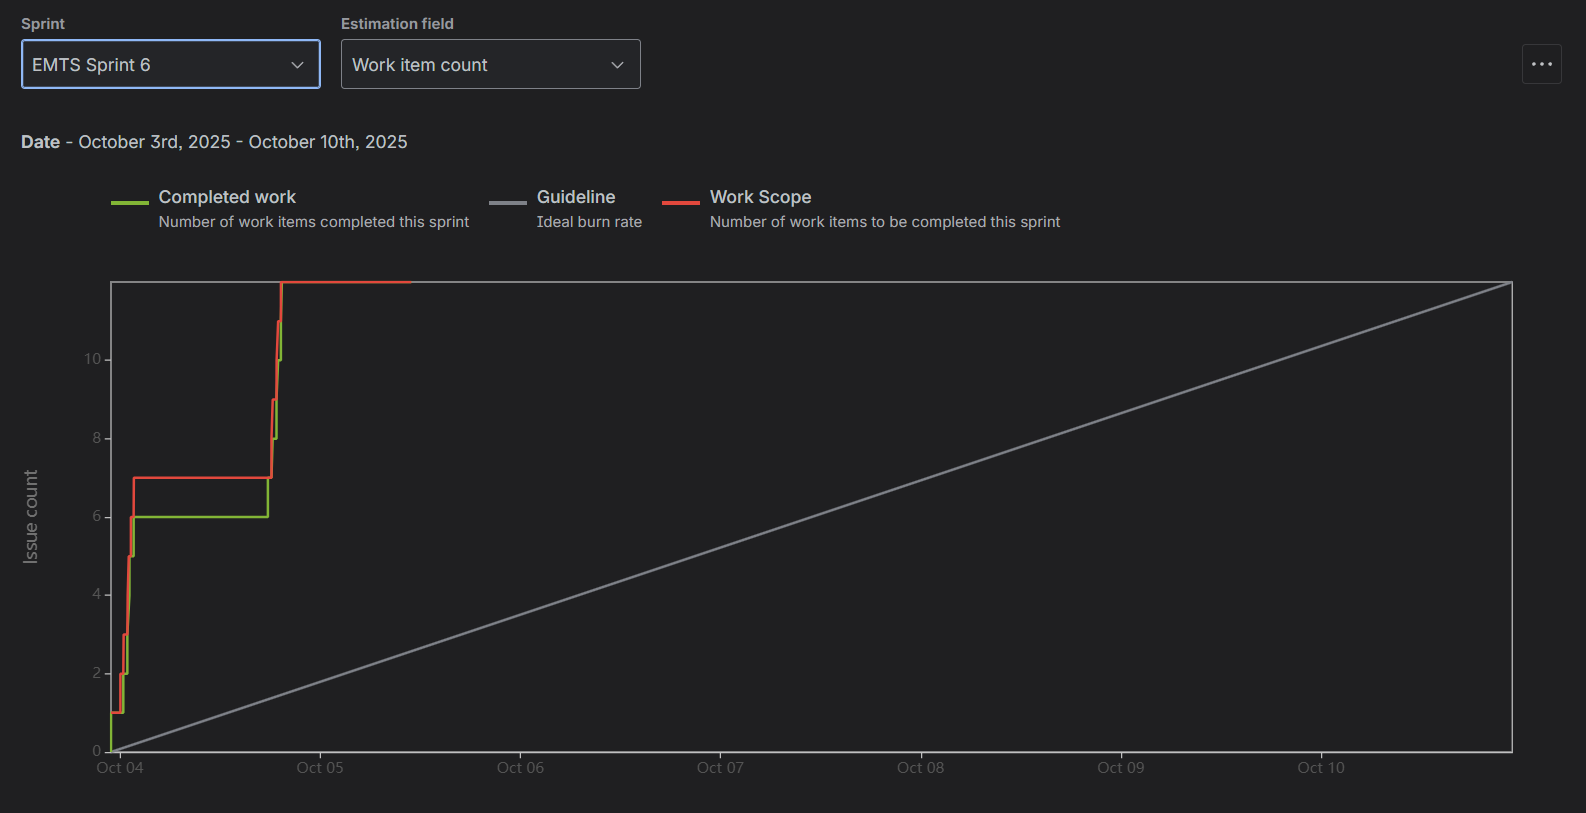 Sprint
Estimation field
EMTS Sprint 6
Work item count
Date - October 3rd, 2025 - October 10th, 2025
Completed work
Number of work items completed this sprint
Guideline
Ideal burn rate
Work Scope
Number of work items to be completed this sprint
Issue count
10
8
6
4
2
0
Oct 04
Oct 05
Oct 06
Oct 07
Oct 08
Oct 09
Oct 10